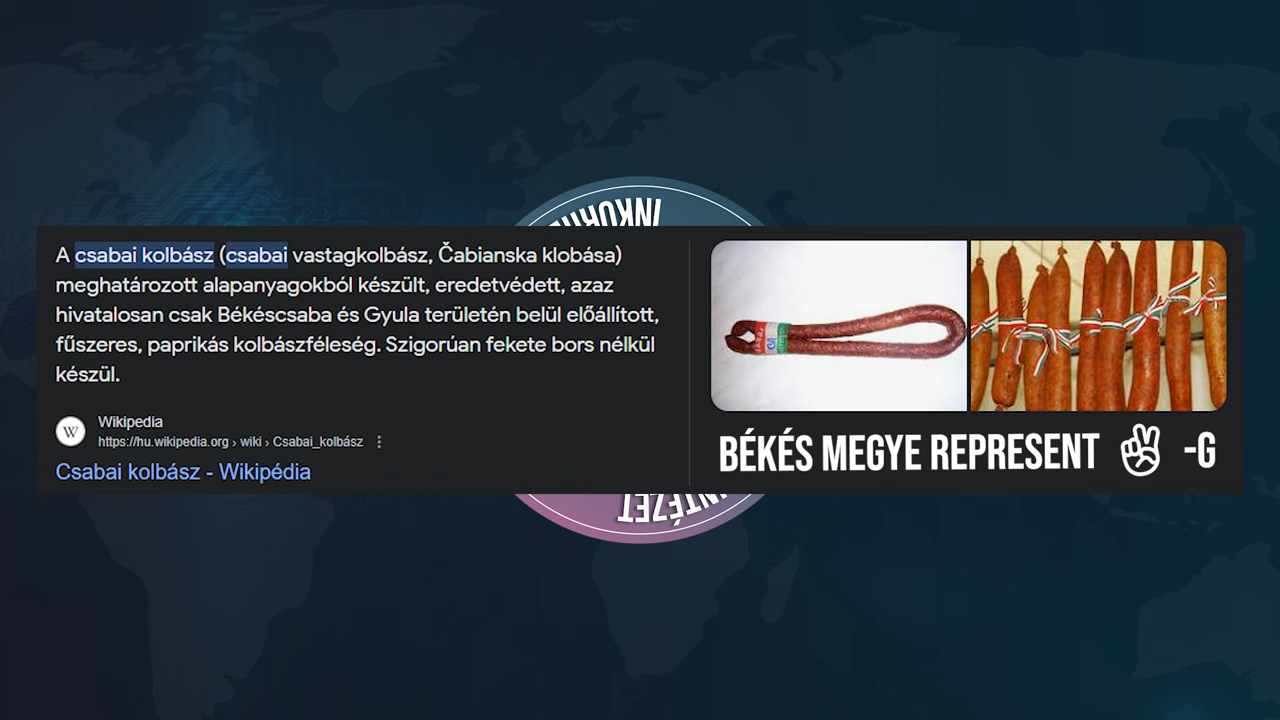 A csabai kolbász (csabai vastagkolbász, Čabianska klobása)
meghatározott alapanyagokból készült, eredetvédett, azaz
hivatalosan csak Békéscsaba és Gyula területén belül előállított,
fűszeres, paprikás kolbászféleség. Szigorúan fekete bors nélkül
készül.
W
Wikipedia
https://hu.wikipedia.org › wiki › Csabai_kolbász
Csabai kolbász - Wikipédia
BÉKÉS MEGYE REPRESENT ✌ -G
INTÉZET